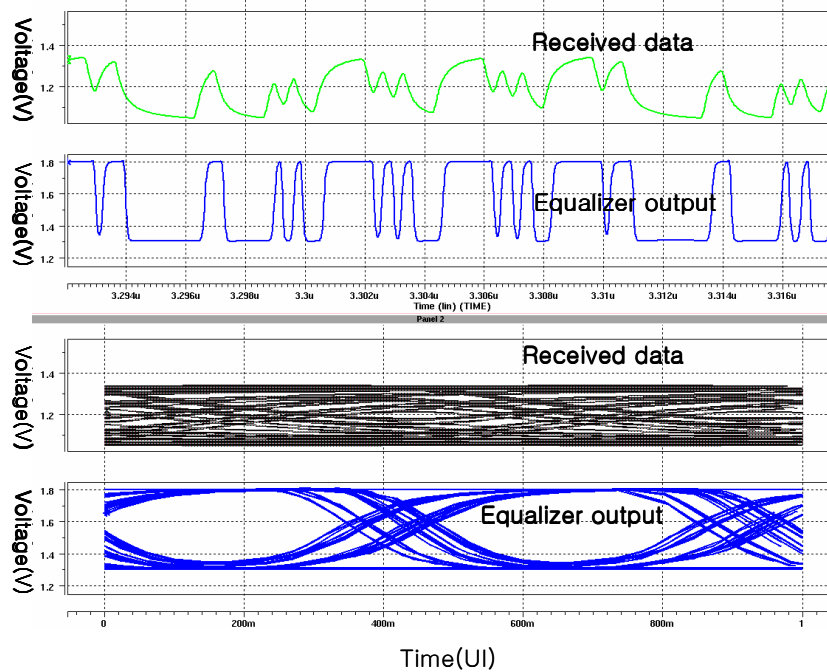 Voltage(V)
1.4
1.2
Received data
Voltage(V)
1.8
1.6
1.4
1.2
Equalizer output
3.294u 3.296u 3.298u 3.3u 3.302u 3.304u 3.306u 3.308u 3.31u 3.312u 3.314u 3.316u
Time (lin) (TIME)
Panel 2
Voltage(V)
1.4
1.2
Received data
Voltage(V)
1.8
1.6
1.4
1.2
Equalizer output
0 200m 400m 600m 800m 1
Time(UI)